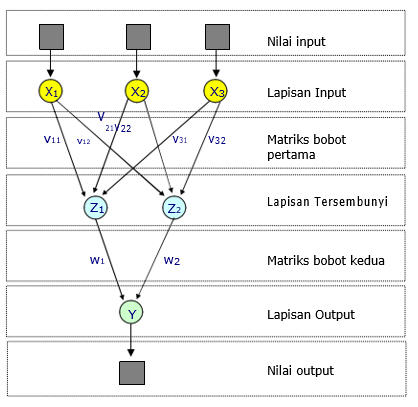 Nilai input
X1 X2 X3 Lapisan Input
V11 V12 V21 V22 V31 V32 Matriks bobot
pertama
Z1 Z2 Lapisan Tersembunyi
W1 W2 Matriks bobot kedua
Y Lapisan Output
Nilai output